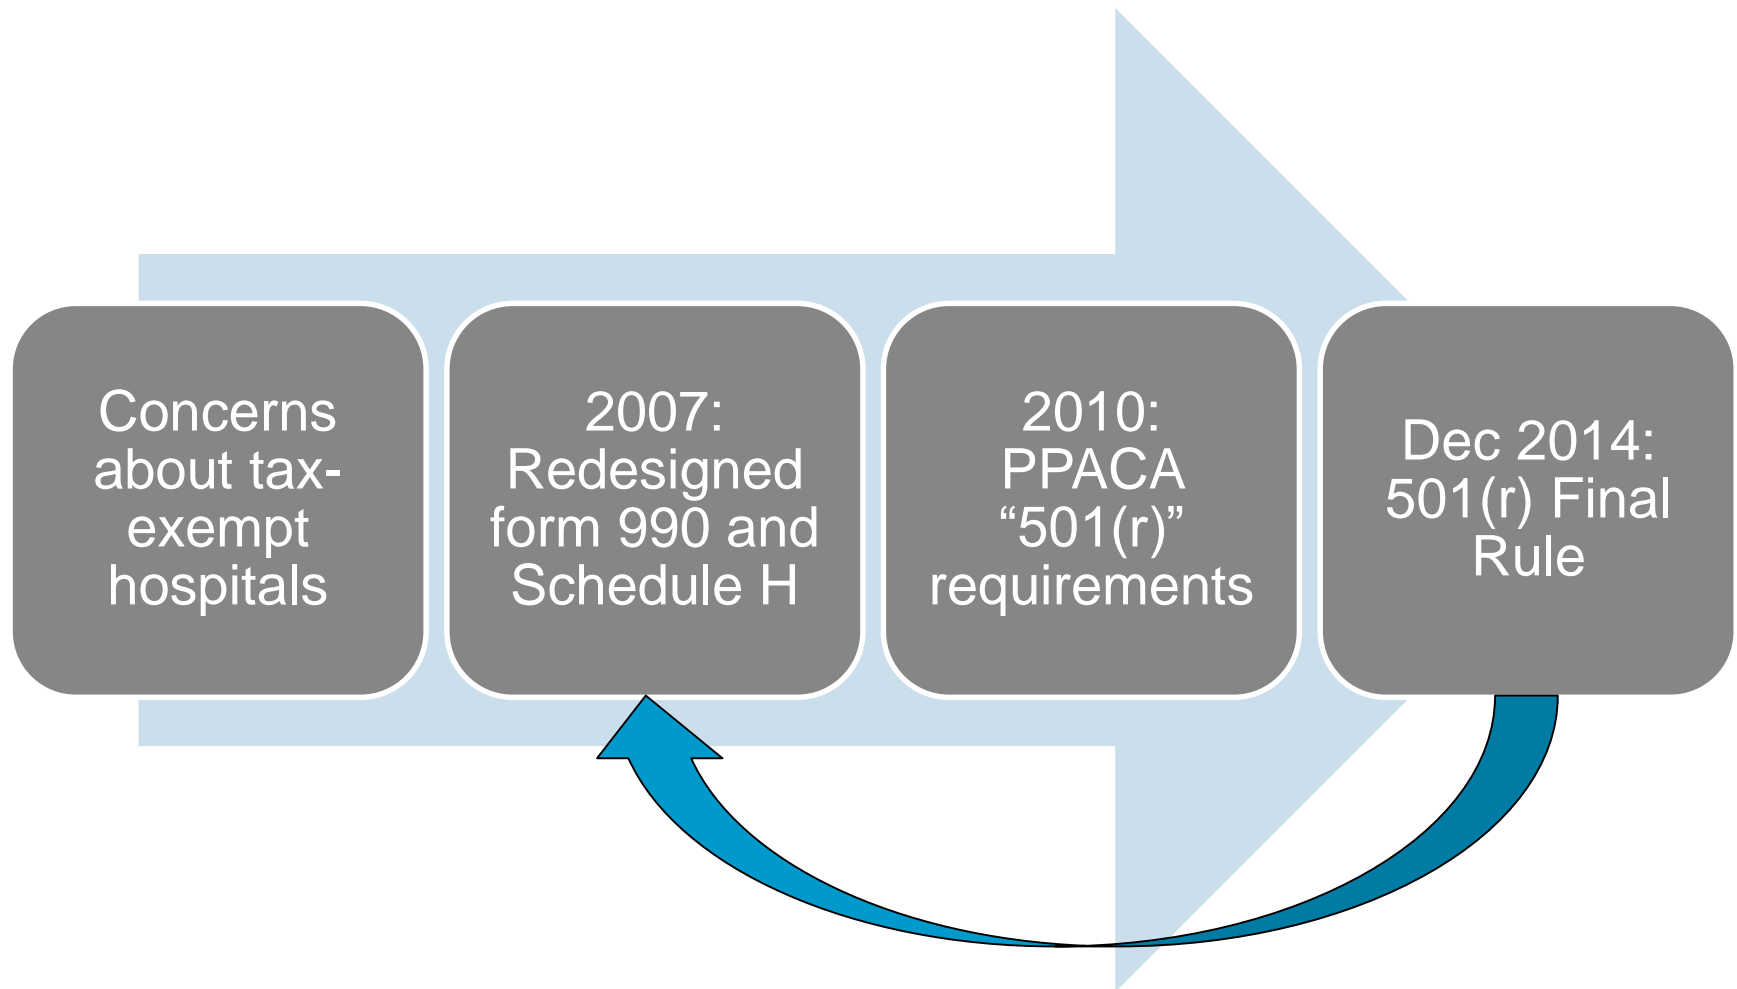 Concerns
about tax-
exempt
hospitals
2007:
Redesigned
form 990 and
Schedule H
2010:
PPACA
“501(r)”
requirements
Dec 2014:
501(r) Final
Rule